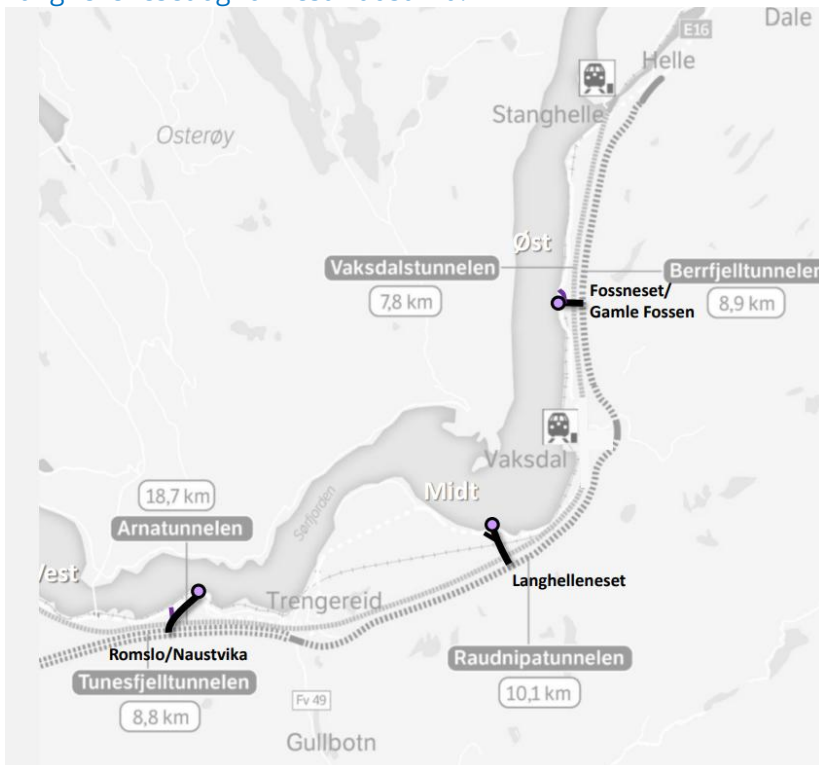 Dale
E16
Helle
Stanghelle
Osterøy
Øst
Vaksdalstunnelen
7,8 km
Berrfjelltunnelen
8,9 km
Fossneset/
Gamle Fossen
Vaksdal
Midt
18,7 km
Arnatunnelen
Sørfjorden
Langhelleneset
Trengereid
Romslo/Naustvika
Tunesfjelltunnelen
8,8 km
Raudnipatunnelen
10,1 km
Fv 49
Gullbotn